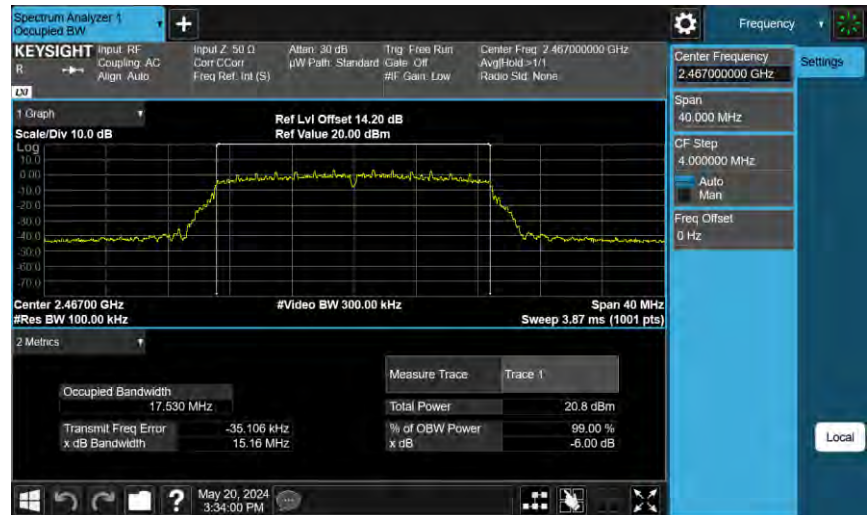 Spectrum Analyzer 1
Occupied BW
Frequency
KEYSIGHT
R
LXI
Input: RF
Coupling: AC
Align: Auto
Input Z: 50 Ω
Corr CCorr
Freq Ref: Int (S)
Atten: 30 dB
µW Path: Standard
Trig: Free Run
Gate: Off
#IF Gain: Low
Center Freq: 2.467000000 GHz
Avg|Hold:>1/1
Radio Std: None
Center Frequency
2.467000000 GHz
Settings
Span
40.000 MHz
CF Step
4.000000 MHz
Auto
Man
Freq Offset
0 Hz
1 Graph
Scale/Div 10.0 dB
Ref Lvl Offset 14.20 dB
Ref Value 20.00 dBm
Log
10.0
0.00
-10.0
-20.0
-30.0
-40.0
-50.0
-60.0
-70.0
Center 2.46700 GHz
#Video BW 300.00 kHz
Span 40 MHz
#Res BW 100.00 kHz
Sweep 3.87 ms (1001 pts)
2 Metrics
Measure Trace
Trace 1
Occupied Bandwidth
17.530 MHz
Total Power
20.8 dBm
Transmit Freq Error
-35.106 kHz
% of OBW Power
99.00 %
x dB Bandwidth
15.16 MHz
x dB
-6.00 dB
Local
?
May 20, 2024
3:34:00 PM